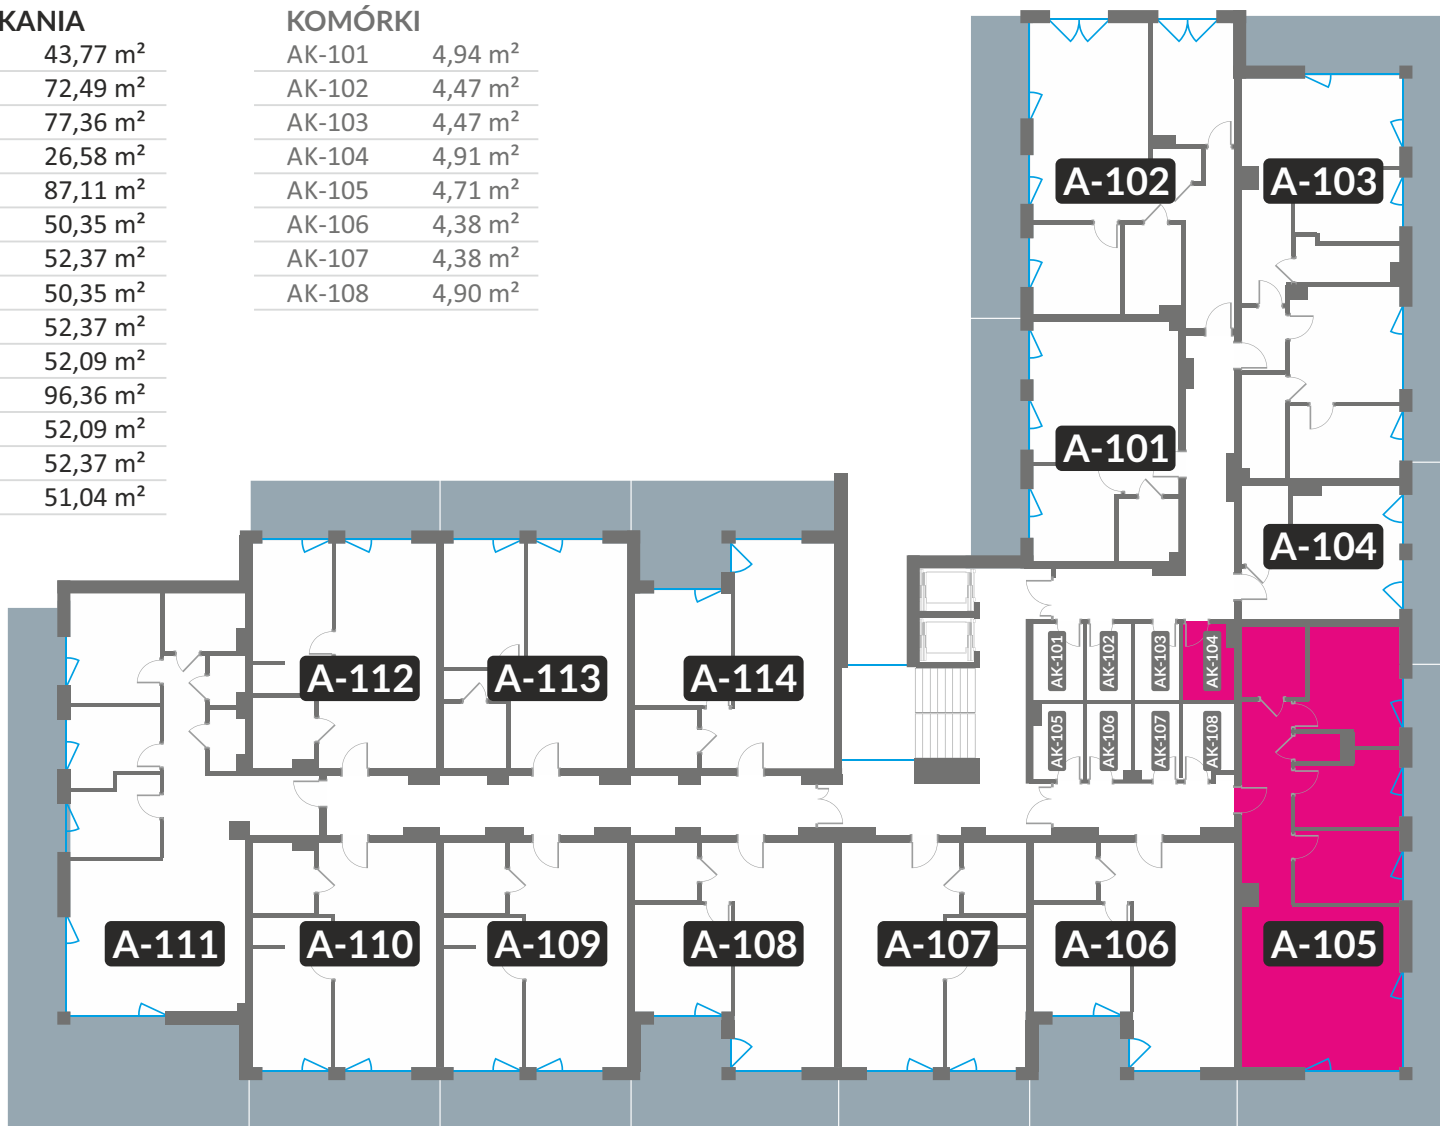 KANIA
43,77 m²
72,49 m²
77,36 m²
26,58 m²
87,11 m²
50,35 m²
52,37 m²
50,35 m²
52,37 m²
52,09 m²
96,36 m²
52,09 m²
52,37 m²
51,04 m²
KOMÓRKI
AK-101 4,94 m²
AK-102 4,47 m²
AK-103 4,47 m²
AK-104 4,91 m²
AK-105 4,71 m²
AK-106 4,38 m²
AK-107 4,38 m²
AK-108 4,90 m²
A-102
A-103
A-101
A-104
AK-101
AK-102
AK-103
AK-104
A-112
A-113
A-114
AK-105
AK-106
AK-107
AK-108
A-111
A-110
A-109
A-108
A-107
A-106
A-105